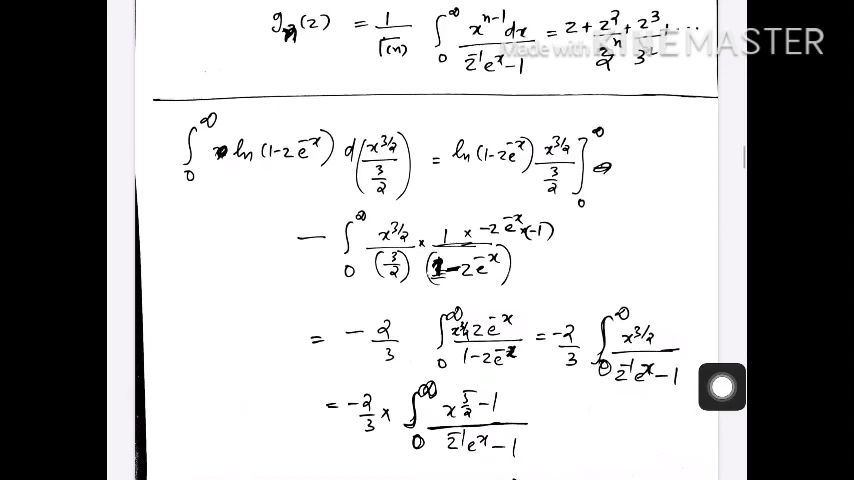 gₙ(z) = 1/Γ(n) ∫₀^∞ x^(n-1) dx / (z⁻¹eˣ - 1) = z + z²/2ⁿ + z³/3 + ...
Made with KINEMASTER
∫₀^∞ ln(1-ze⁻ˣ) d(x^(3/2) / (3/2)) = ln(1-ze⁻ˣ) x^(3/2) / (3/2) ]₀^∞
- ∫₀^∞ x^(3/2) / (3/2) × 1 × -ze⁻ˣ × (-1) / (1-ze⁻ˣ)
= - 2/3 ∫₀^∞ x^(3/2) ze⁻ˣ / (1-ze⁻ˣ) = -2/3 ∫₀^∞ x^(3/2) / (z⁻¹eˣ - 1)
= -2/3 × ∫₀^∞ x^(5/2 - 1) / (z⁻¹eˣ - 1)